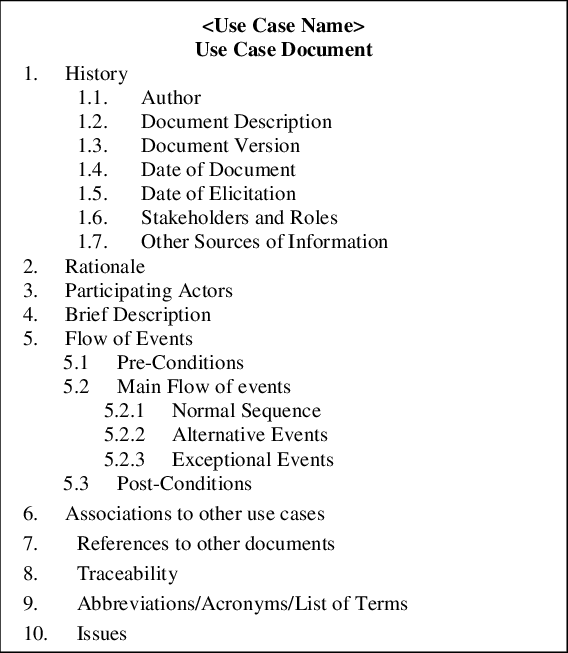 <Use Case Name>
Use Case Document
1. History
1.1. Author
1.2. Document Description
1.3. Document Version
1.4. Date of Document
1.5. Date of Elicitation
1.6. Stakeholders and Roles
1.7. Other Sources of Information
2. Rationale
3. Participating Actors
4. Brief Description
5. Flow of Events
5.1 Pre-Conditions
5.2 Main Flow of events
5.2.1 Normal Sequence
5.2.2 Alternative Events
5.2.3 Exceptional Events
5.3 Post-Conditions
6. Associations to other use cases
7. References to other documents
8. Traceability
9. Abbreviations/Acronyms/List of Terms
10. Issues